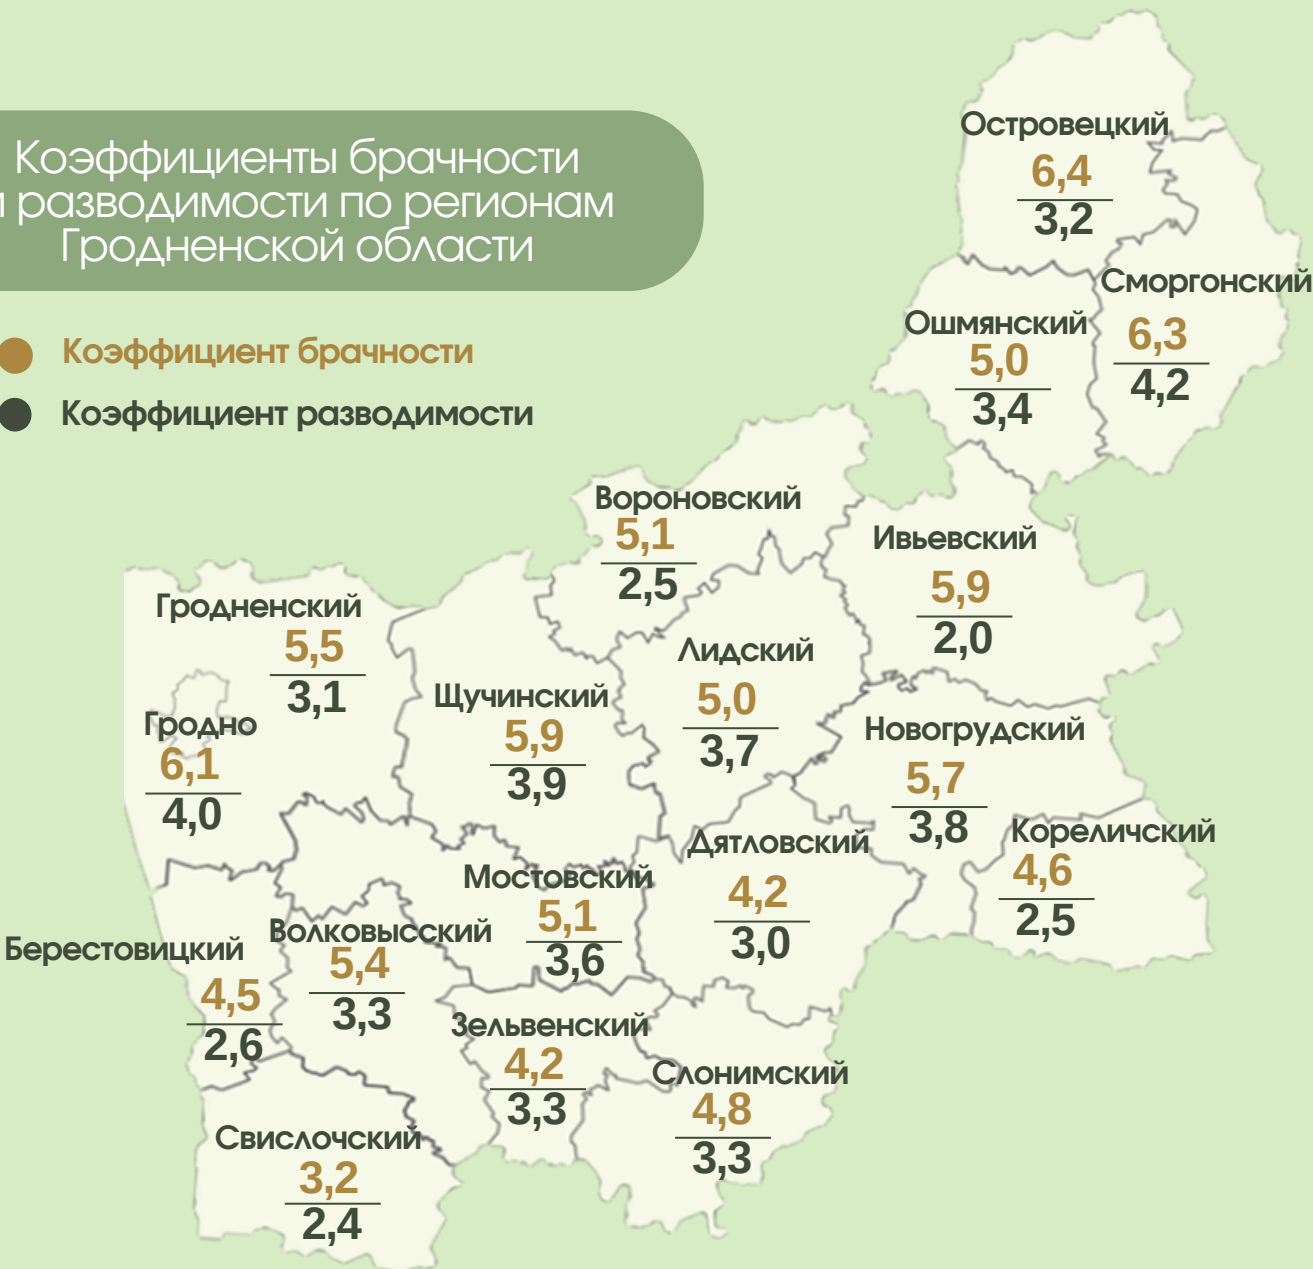 Коэффициенты брачности
и разводимости по регионам
Гродненской области
Коэффициент брачности
Коэффициент разводимости
Островецкий
6,4
3,2
Сморгонский
6,3
4,2
Ошмянский
5,0
3,4
Вороновский
5,1
2,5
Ивьевский
5,9
2,0
Гродненский
5,5
3,1
Лидский
5,0
3,7
Щучинский
5,9
3,9
Гродно
6,1
4,0
Новогрудский
5,7
3,8
Кореличский
4,6
2,5
Дятловский
4,2
3,0
Мостовский
5,1
3,6
Волковысский
5,4
3,3
Берестовицкий
4,5
2,6
Зельвенский
4,2
3,3
Слонимский
4,8
3,3
Свислочский
3,2
2,4